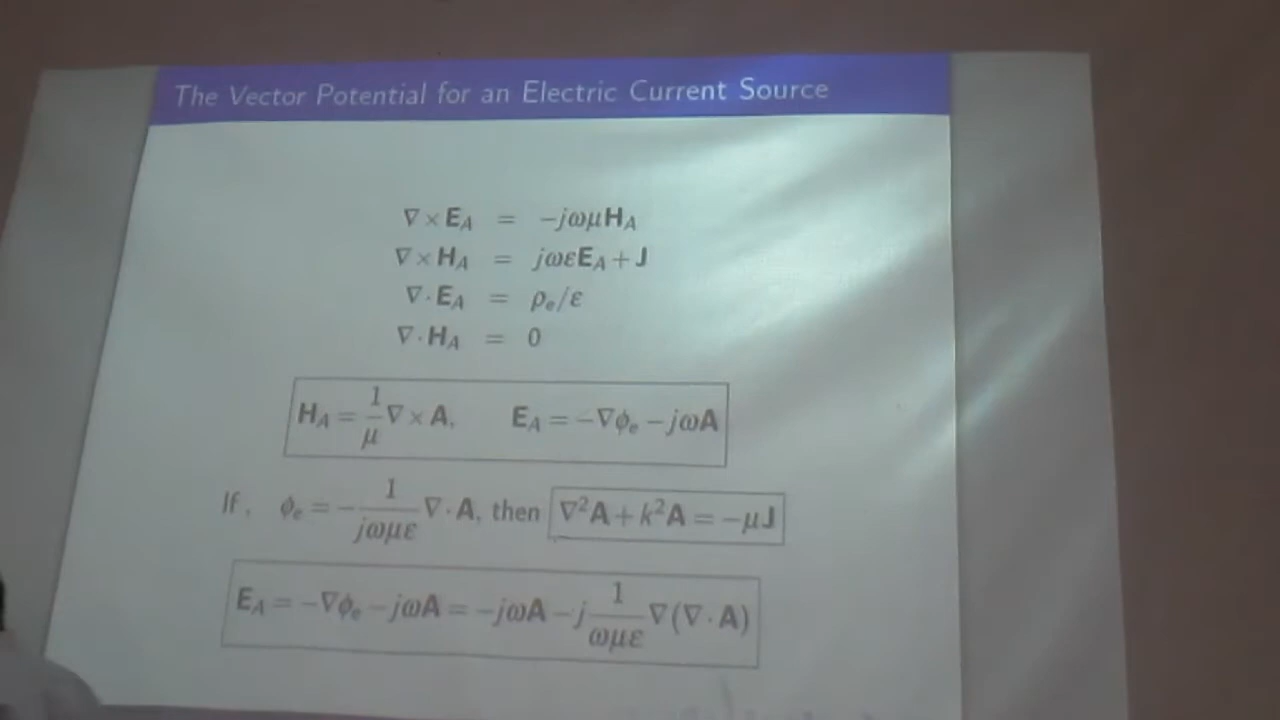 The Vector Potential for an Electric Current Source
∇ × E_A = −jωμH_A
∇ × H_A = jωεE_A + J
∇ · E_A = ρ_e/ε
∇ · H_A = 0
H_A = 1/μ ∇ × A, E_A = −∇ϕ_e − jωA
If, ϕ_e = − 1/jωμε ∇ · A, then ∇²A + k²A = −μJ
E_A = −∇ϕ_e − jωA = −jωA − j 1/ωμε ∇(∇ · A)